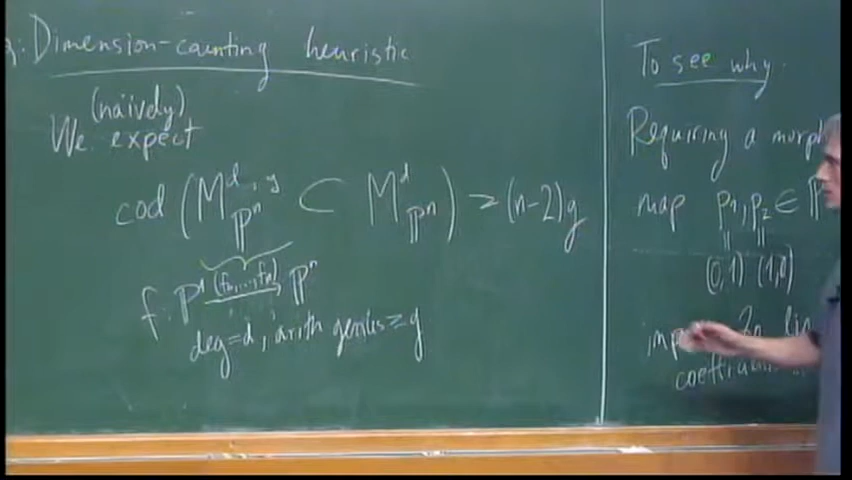 : Dimension-counting heuristic
(naively)
We expect
cod (M^{d,g}_{ℙ^n} ⊂ M^d_{ℙ^n}) ≥ (n-2)g
f: ℙ^1 (f_0,...,f_n) ℙ^n
deg=d, arith genus ≥ g
To see why.
Requiring a morph
map p_1, p_2 ∈ ℙ
|| ||
(0,1) (1,0)
lin